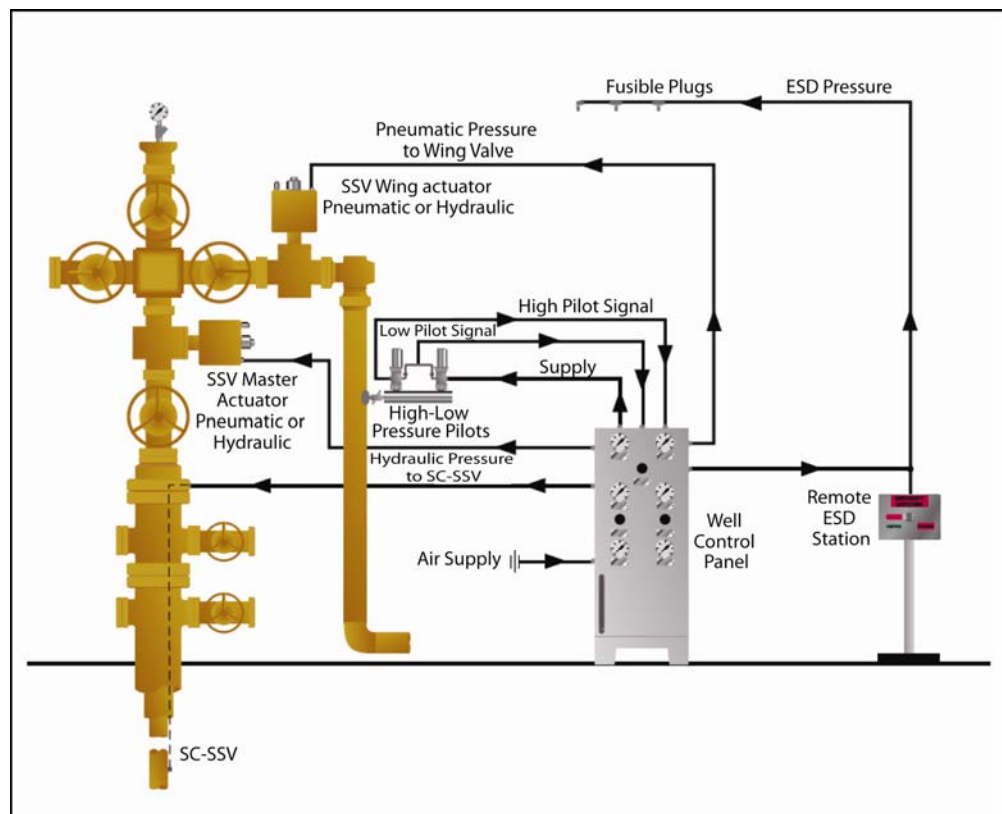 Fusible Plugs
ESD Pressure
Pneumatic Pressure
to Wing Valve
SSV Wing actuator
Pneumatic or Hydraulic
High Pilot Signal
Low Pilot Signal
Supply
SSV Master
Actuator
Pneumatic or
Hydraulic
High-Low
Pressure Pilots
Hydraulic Pressure
to SC-SSV
Remote
ESD
Station
Well
Control
Panel
Air Supply
SC-SSV